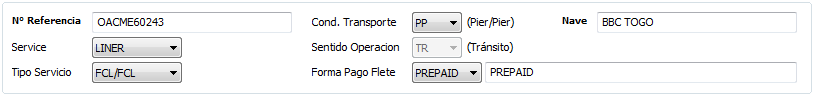 Nº Referencia OACME60243 Cond. Transporte PP (Pier/Pier) Nave BBC TOGO
Service LINER Sentido Operacion TR (Tránsito)
Tipo Servicio FCL/FCL Forma Pago Flete PREPAID PREPAID